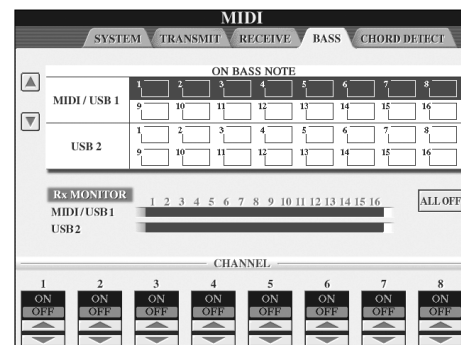 MIDI
SYSTEM TRANSMIT RECEIVE BASS CHORD DETECT
ON BASS NOTE
1 2 3 4 5 6 7 8
MIDI / USB 1
9 10 11 12 13 14 15 16
1 2 3 4 5 6 7 8
USB 2
9 10 11 12 13 14 15 16
Rx MONITOR 1 2 3 4 5 6 7 8 9 10 11 12 13 14 15 16 ALL OFF
MIDI/USB1
USB2
CHANNEL
1 2 3 4 5 6 7 8
ON ON ON ON ON ON ON ON
OFF OFF OFF OFF OFF OFF OFF OFF